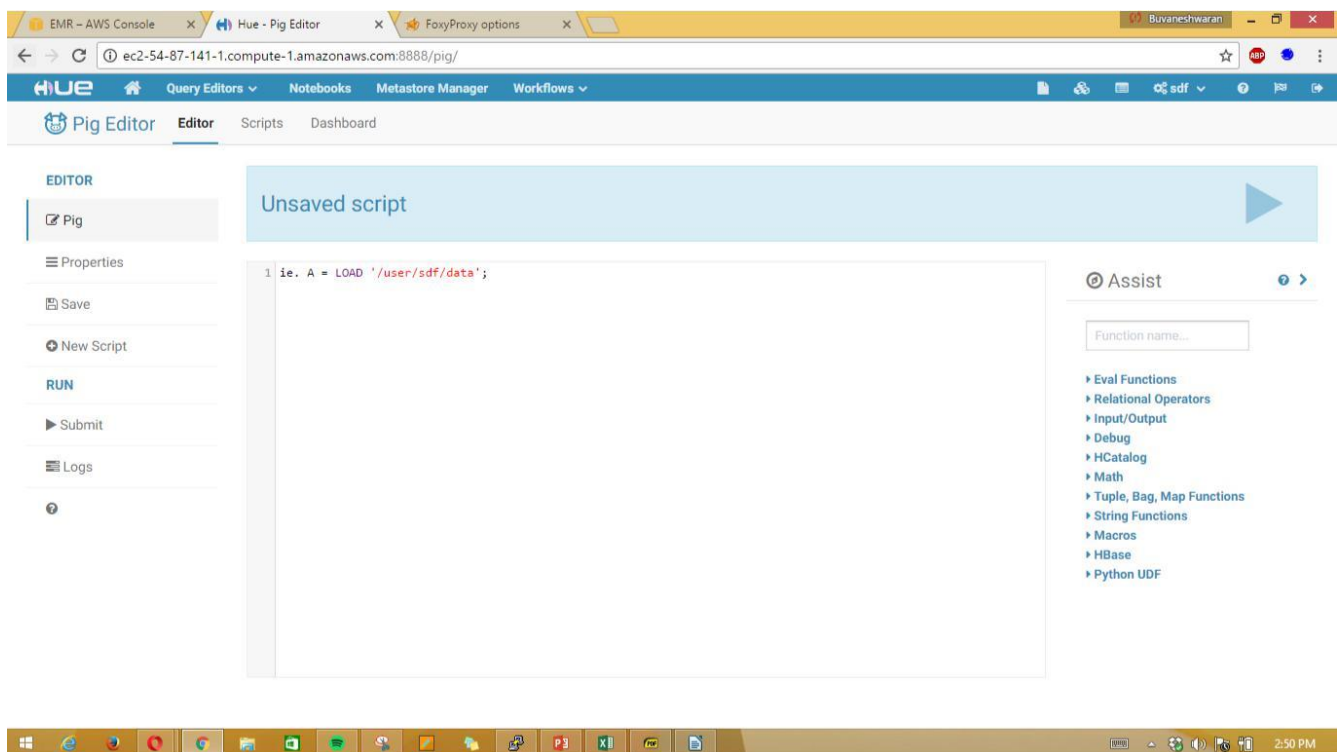 EMR – AWS Console
Hue - Pig Editor
FoxyProxy options
Buvaneshwaran
ec2-54-87-141-1.compute-1.amazonaws.com:8888/pig/
ABP
HUE Query Editors Notebooks Metastore Manager Workflows sdf
Pig Editor Editor Scripts Dashboard
EDITOR
Pig
Properties
Save
New Script
RUN
Submit
Logs
Unsaved script
1 ie. A = LOAD '/user/sdf/data';
Assist
Function name...
Eval Functions
Relational Operators
Input/Output
Debug
HCatalog
Math
Tuple, Bag, Map Functions
String Functions
Macros
HBase
Python UDF
2:50 PM